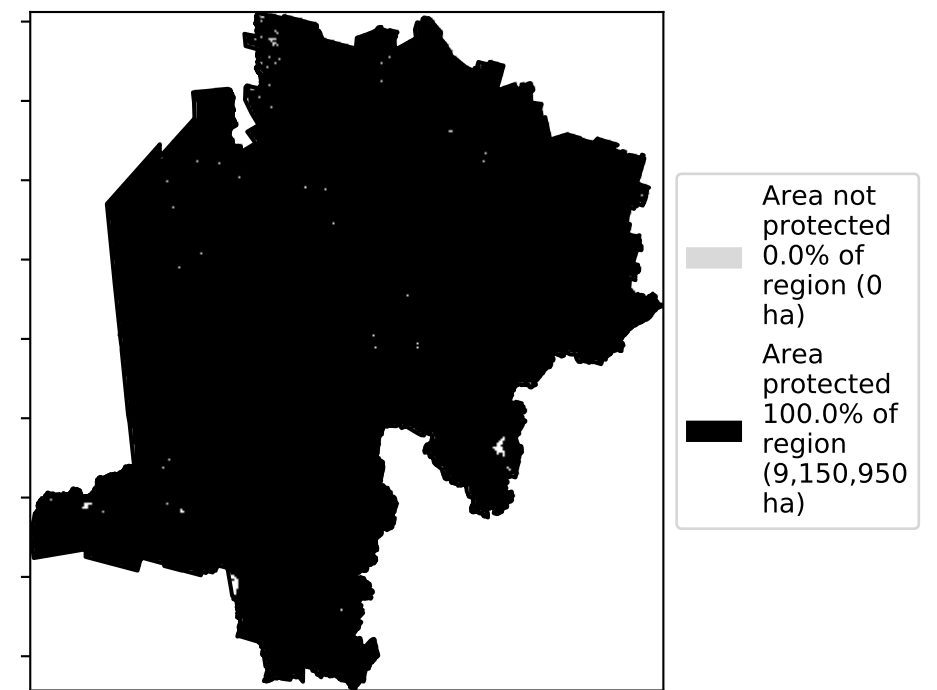 Area not
protected
0.0% of
region (0
ha)
Area
protected
100.0% of
region
(9,150,950
ha)